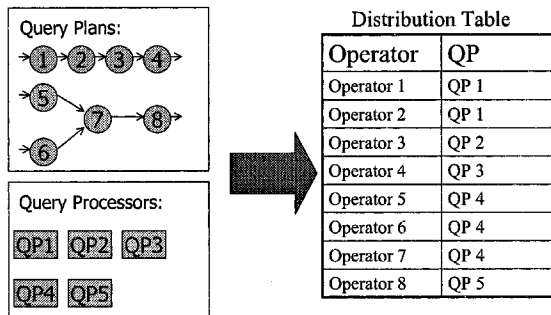 Query Plans:
1 2 3 4
5
7 8
6
Query Processors:
QP1 QP2 QP3
QP4 QP5
Distribution Table
Operator QP
Operator 1 QP 1
Operator 2 QP 1
Operator 3 QP 2
Operator 4 QP 3
Operator 5 QP 4
Operator 6 QP 4
Operator 7 QP 4
Operator 8 QP 5